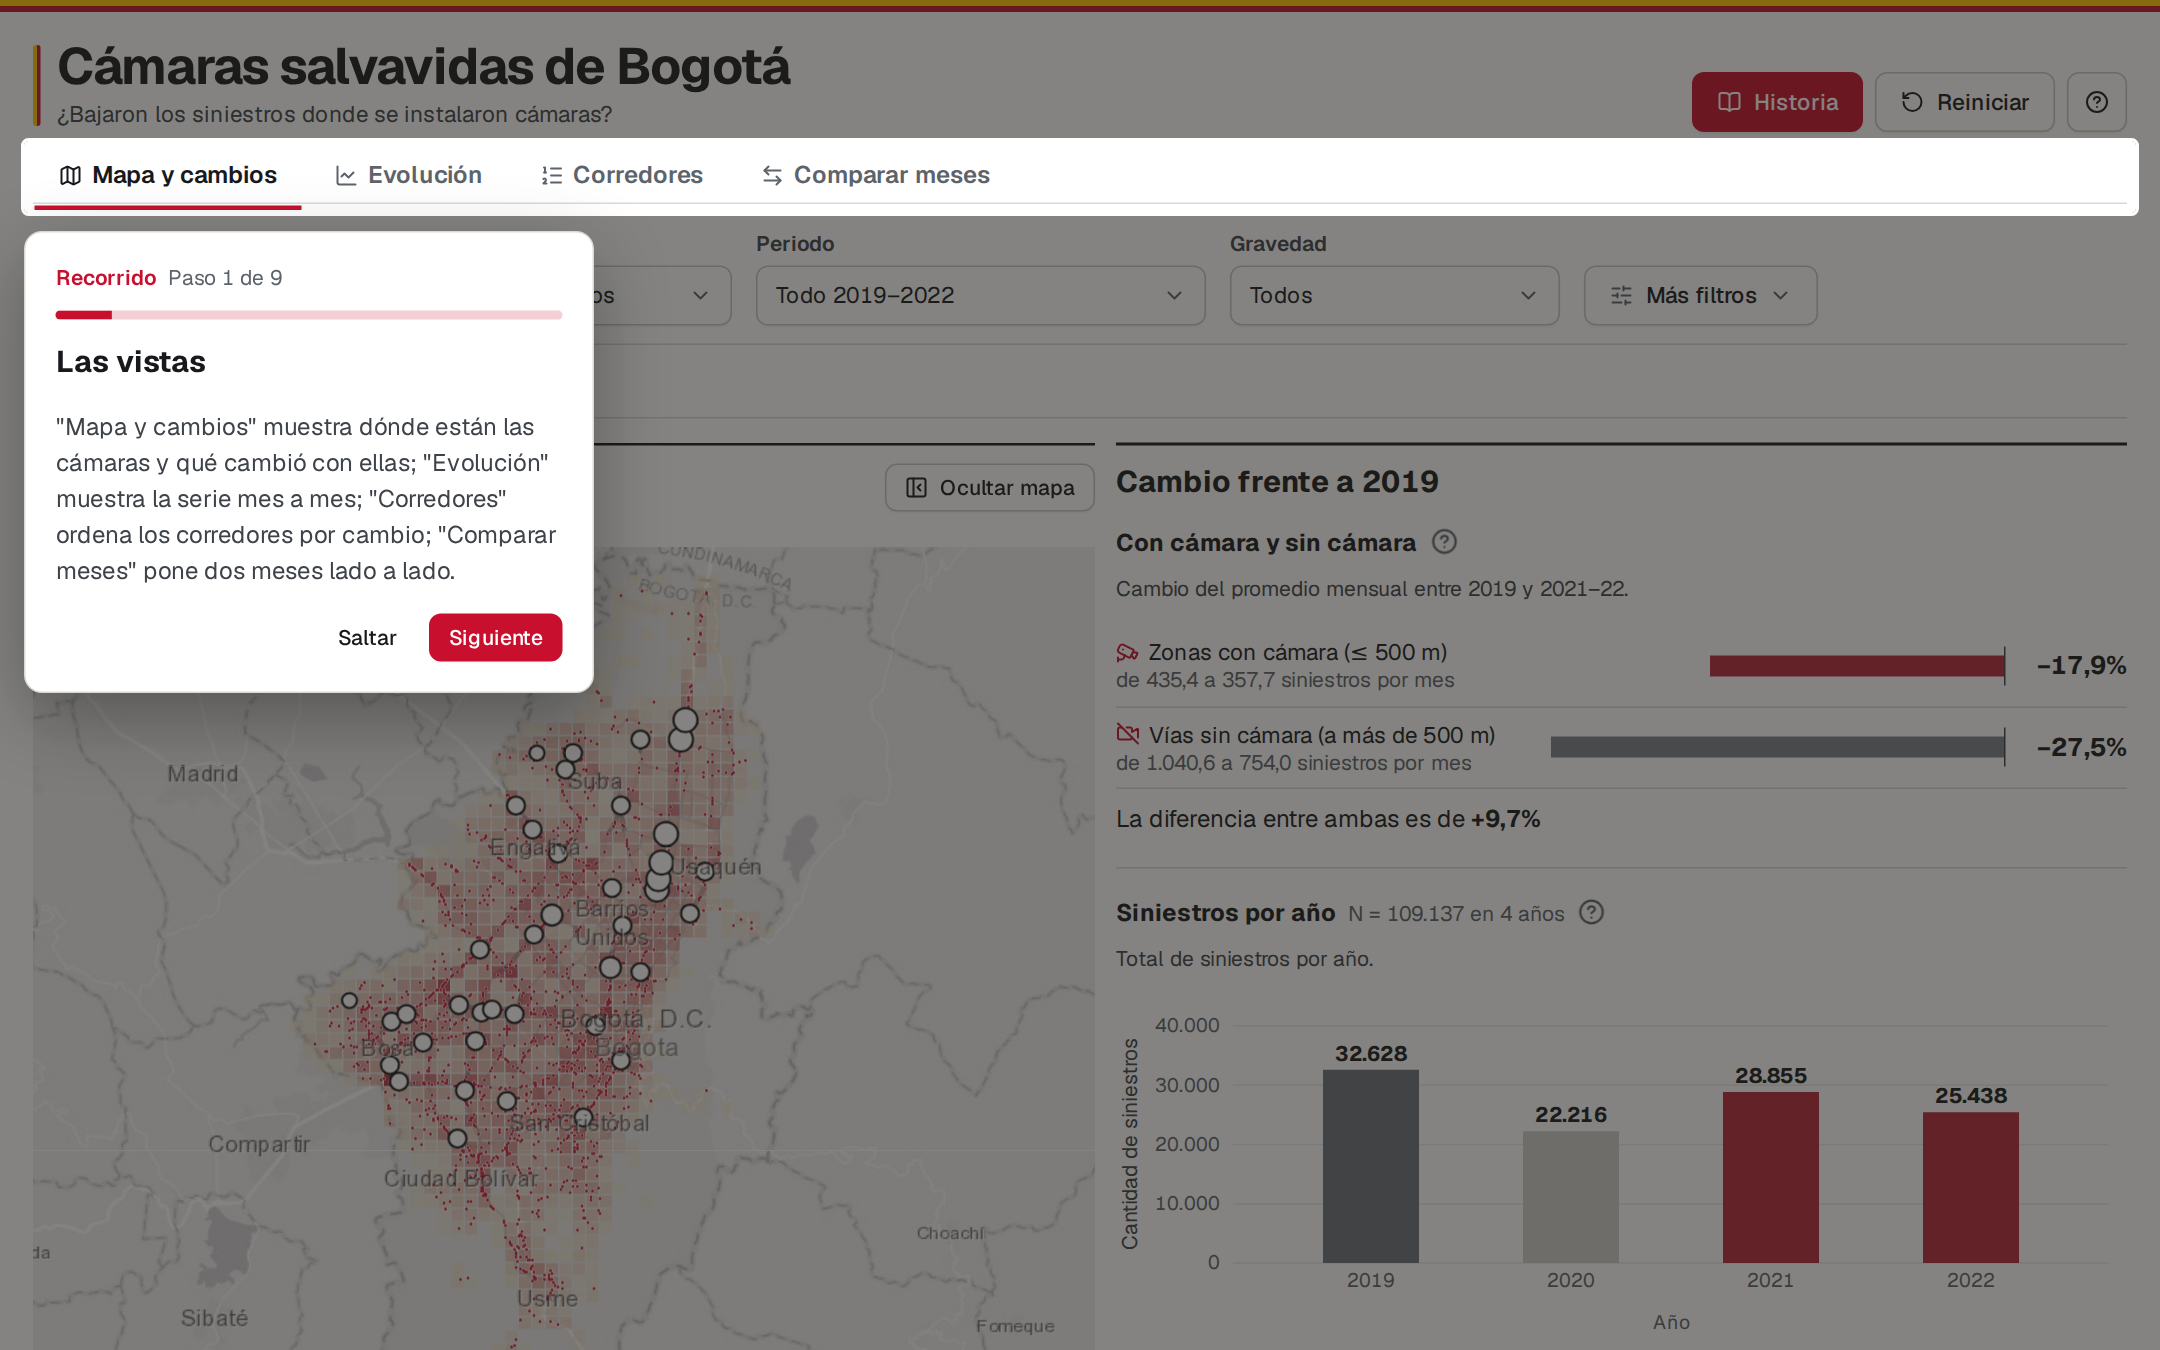 Cámaras salvavidas de Bogotá
¿Bajaron los siniestros donde se instalaron cámaras?
Historia
Reiniciar
Mapa y cambios
Evolución
Corredores
Comparar meses
Periodo
Gravedad
os
Todo 2019–2022
Todos
Más filtros
Recorrido Paso 1 de 9
Las vistas
"Mapa y cambios" muestra dónde están las
cámaras y qué cambió con ellas; "Evolución"
muestra la serie mes a mes; "Corredores"
ordena los corredores por cambio; "Comparar
meses" pone dos meses lado a lado.
Saltar
Siguiente
Ocultar mapa
CUNDINAMARCA
BOGOTÁ, D.C.
Madrid
Suba
Engativá
Usaquén
Barrios
Unidos
Bogotá, D.C.
Bogota
Bosa
San Cristóbal
Compartir
Ciudad Bolívar
Choachí
da
Usme
Sibaté
Fomeque
Cambio frente a 2019
Con cámara y sin cámara
Cambio del promedio mensual entre 2019 y 2021–22.
Zonas con cámara (≤ 500 m)
de 435,4 a 357,7 siniestros por mes
−17,9%
Vías sin cámara (a más de 500 m)
de 1.040,6 a 754,0 siniestros por mes
−27,5%
La diferencia entre ambas es de +9,7%
Siniestros por año N = 109.137 en 4 años
Total de siniestros por año.
Cantidad de siniestros
40.000
30.000
20.000
10.000
0
32.628
22.216
28.855
25.438
2019
2020
2021
2022
Año